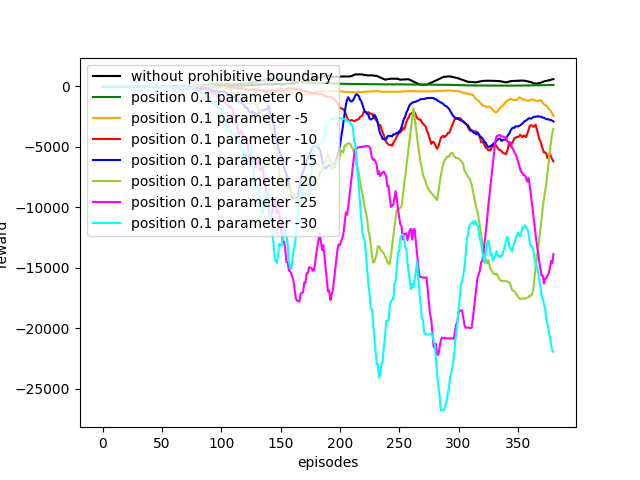 0
−5000
−10000
−15000
−20000
−25000
reward
without prohibitive boundary
position 0.1 parameter 0
position 0.1 parameter -5
position 0.1 parameter -10
position 0.1 parameter -15
position 0.1 parameter -20
position 0.1 parameter -25
position 0.1 parameter -30
0 50 100 150 200 250 300 350
episodes